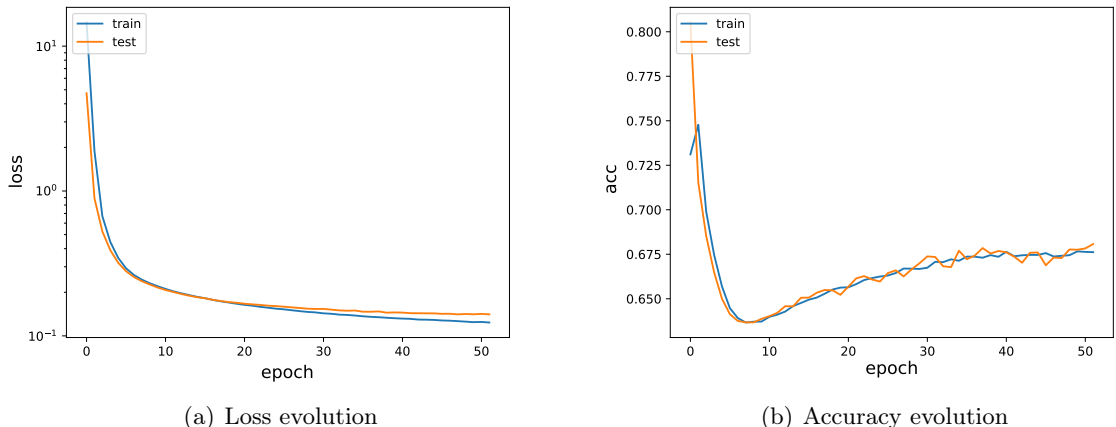 train
test
10¹
10⁰
10⁻¹
loss
0
10
20
30
40
50
epoch
(a) Loss evolution
train
test
0.800
0.775
0.750
0.725
0.700
0.675
0.650
acc
0
10
20
30
40
50
epoch
(b) Accuracy evolution